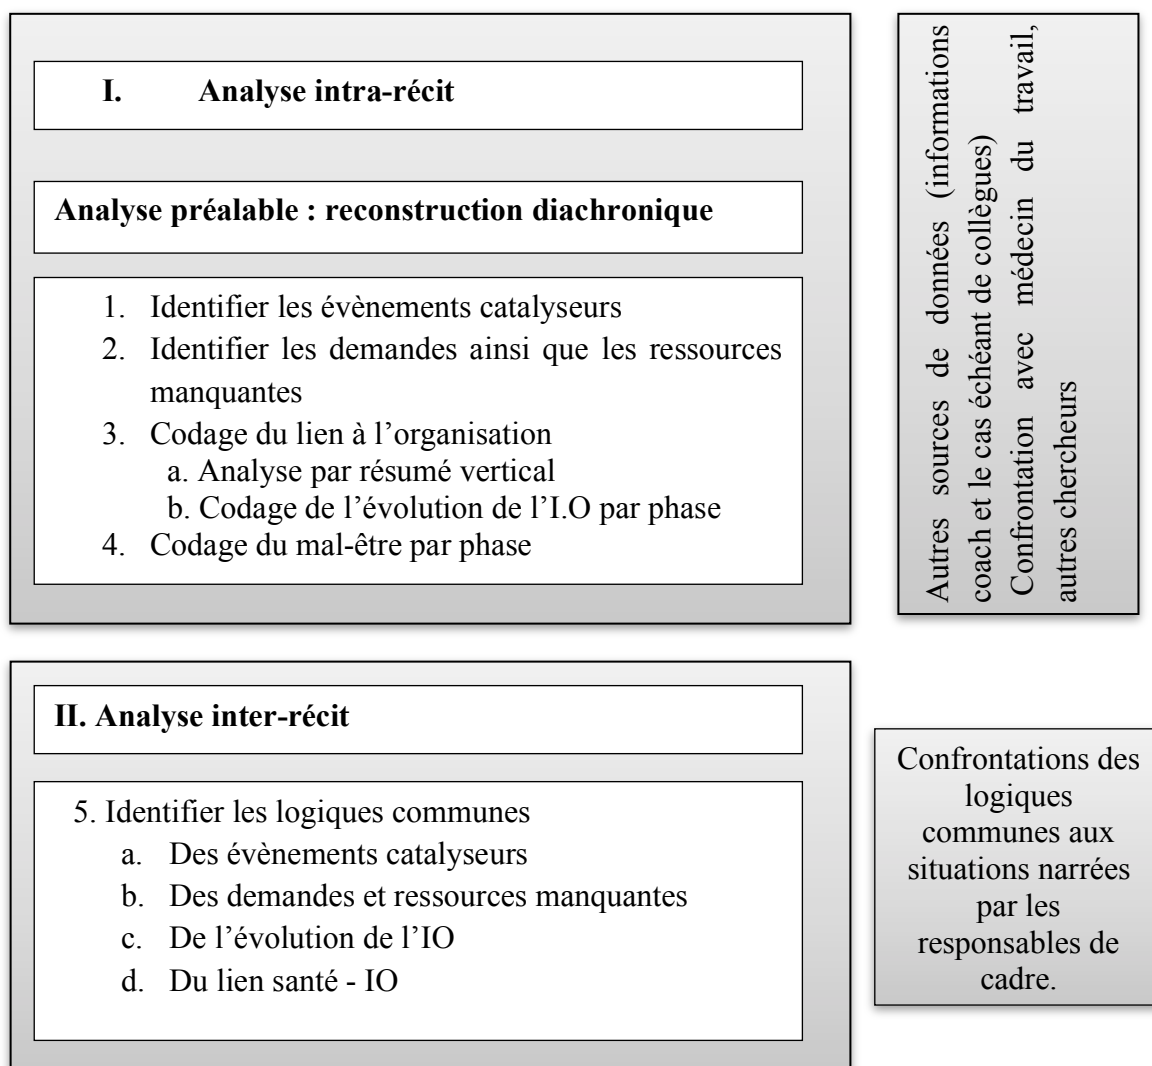 I. Analyse intra-récit
Analyse préalable : reconstruction diachronique
1. Identifier les évènements catalyseurs
2. Identifier les demandes ainsi que les ressources
manquantes
3. Codage du lien à l’organisation
a. Analyse par résumé vertical
b. Codage de l’évolution de l’I.O par phase
4. Codage du mal-être par phase
Autres sources de données (informations
coach et le cas échéant de collègues)
Confrontation avec médecin du travail,
autres chercheurs
II. Analyse inter-récit
5. Identifier les logiques communes
a. Des évènements catalyseurs
b. Des demandes et ressources manquantes
c. De l’évolution de l’IO
d. Du lien santé - IO
Confrontations des
logiques
communes aux
situations narrées
par les
responsables de
cadre.